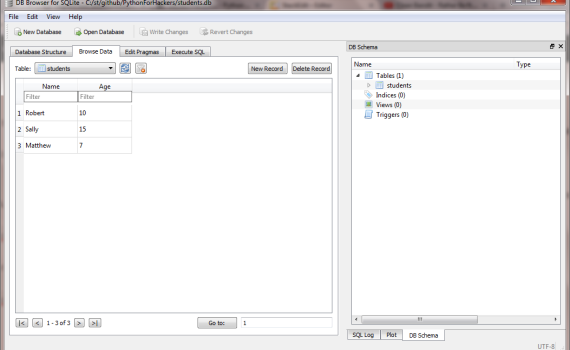 DB Browser for SQLite - C:/st/github/PythonForHackers/students.db
File Edit View Help
New Database Open Database Write Changes Revert Changes
Database Structure Browse Data Edit Pragmas Execute SQL
Table: students New Record Delete Record
Name Age
Filter Filter
1 Robert 10
2 Sally 15
3 Matthew 7
|< < 1 - 3 of 3 > >| Go to: 1
DB Schema
Name Type
Tables (1)
students
Indices (0)
Views (0)
Triggers (0)
SQL Log Plot DB Schema
UTF-8